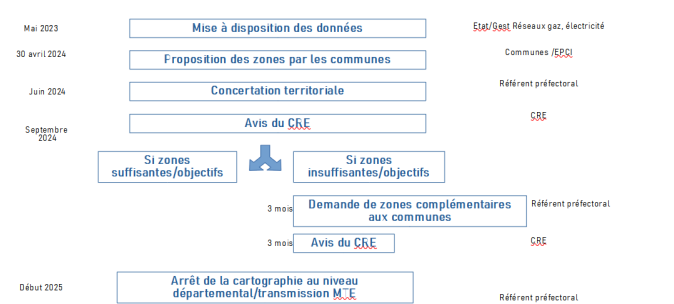 Mai 2023
Mise à disposition des données
Etat/Gest Réseaux gaz, électricité
30 avril 2024
Proposition des zones par les communes
Communes /EPCI
Juin 2024
Concertation territoriale
Référent préfectoral
Septembre
2024
Avis du CRE
CRE
Si zones
suffisantes/objectifs
Si zones
insuffisantes/objectifs
3 mois
Demande de zones complémentaires
aux communes
Référent préfectoral
3 mois
Avis du CRE
CRE
Début 2025
Arrêt de la cartographie au niveau
départemental/transmission MTE
Référent préfectoral